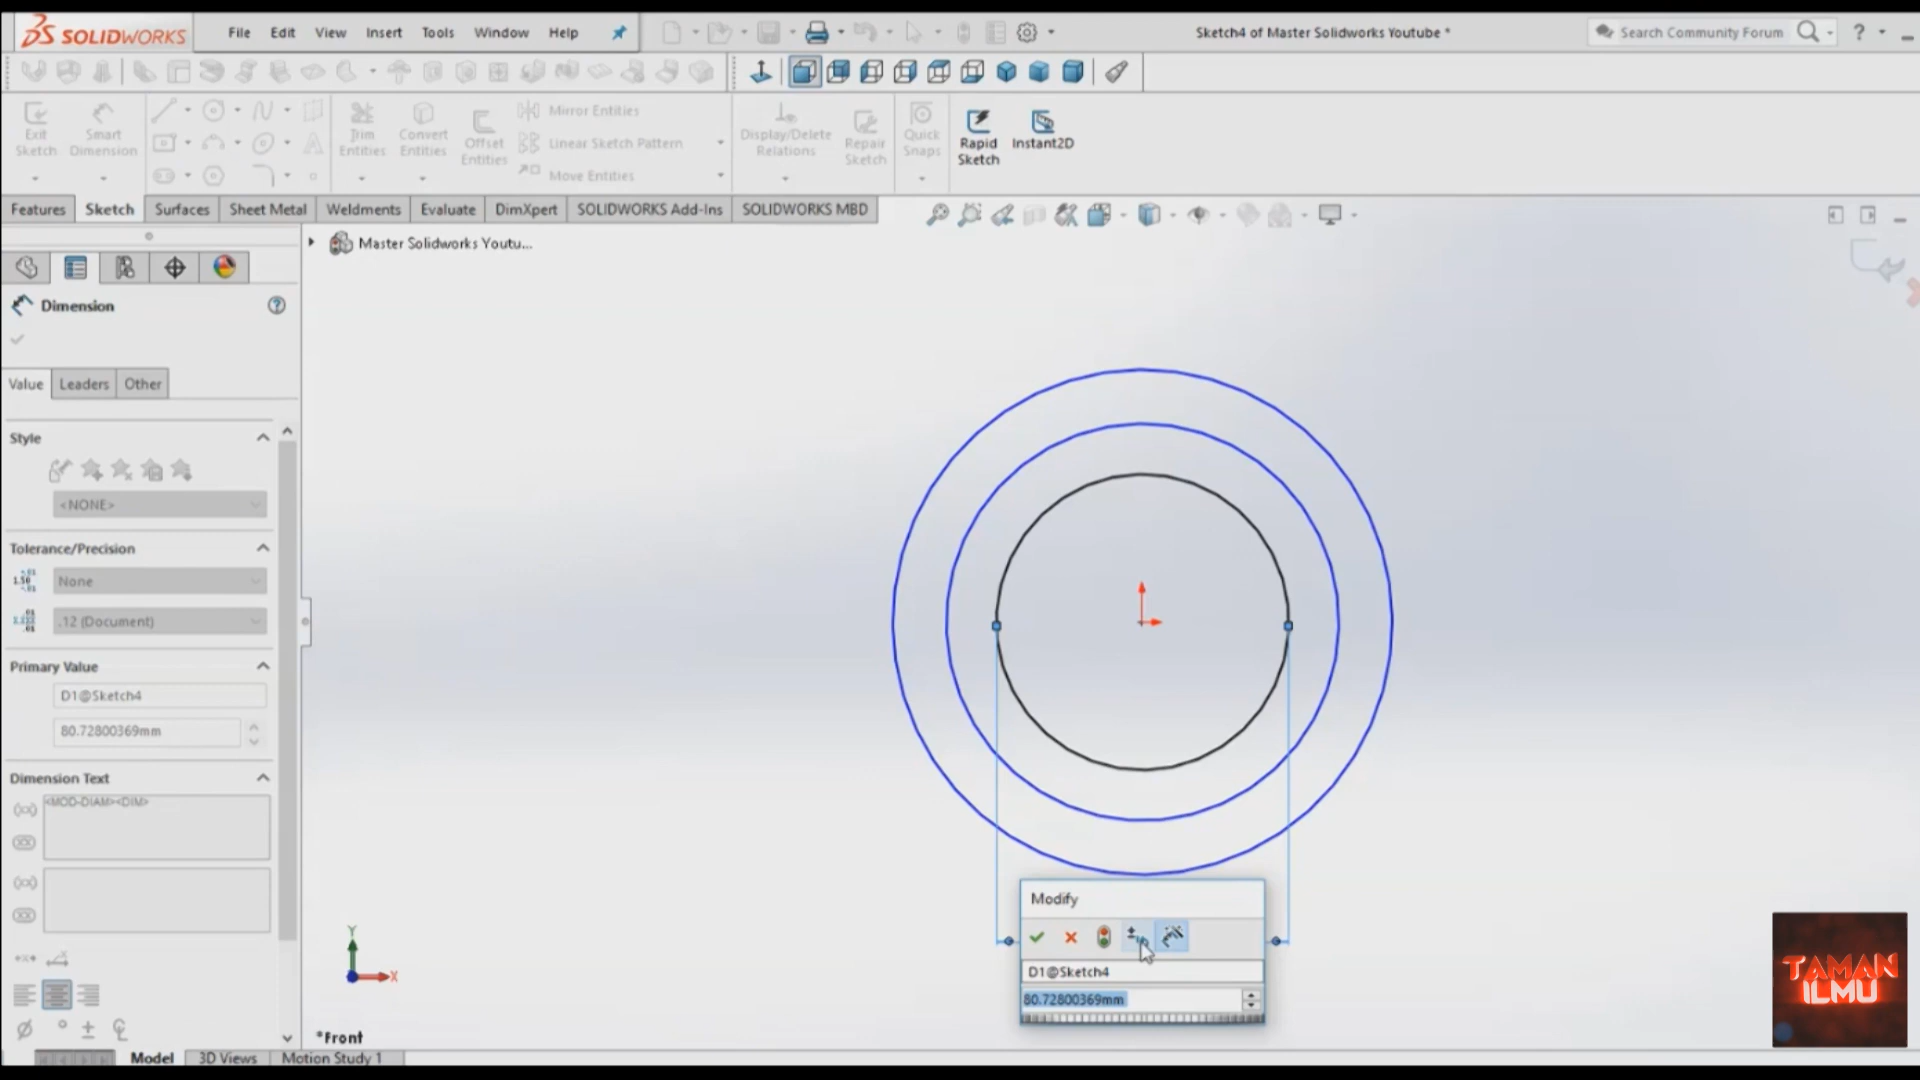 SOLIDWORKS File Edit View Insert Tools Window Help Sketch4 of Master Solidworks Youtube * Search Community Forum ?
Exit Sketch
Smart Dimension
Trim Entities
Convert Entities
Offset Entities
Mirror Entities
Linear Sketch Pattern
Move Entities
Display/Delete Relations
Repair Sketch
Quick Snaps
Rapid Sketch
Instant2D
Features Sketch Surfaces Sheet Metal Weldments Evaluate DimXpert SOLIDWORKS Add-Ins SOLIDWORKS MBD
Master Solidworks Youtu...
Dimension
Value Leaders Other
Style
<NONE>
Tolerance/Precision
None
.12 (Document)
Primary Value
D1@Sketch4
80.72800369mm
Dimension Text
<MOD-DIAM><DIM>
Modify
D1@Sketch4
80.72800369mm
Y
X
*Front
Model 3D Views Motion Study 1
TAMAN
ILMU